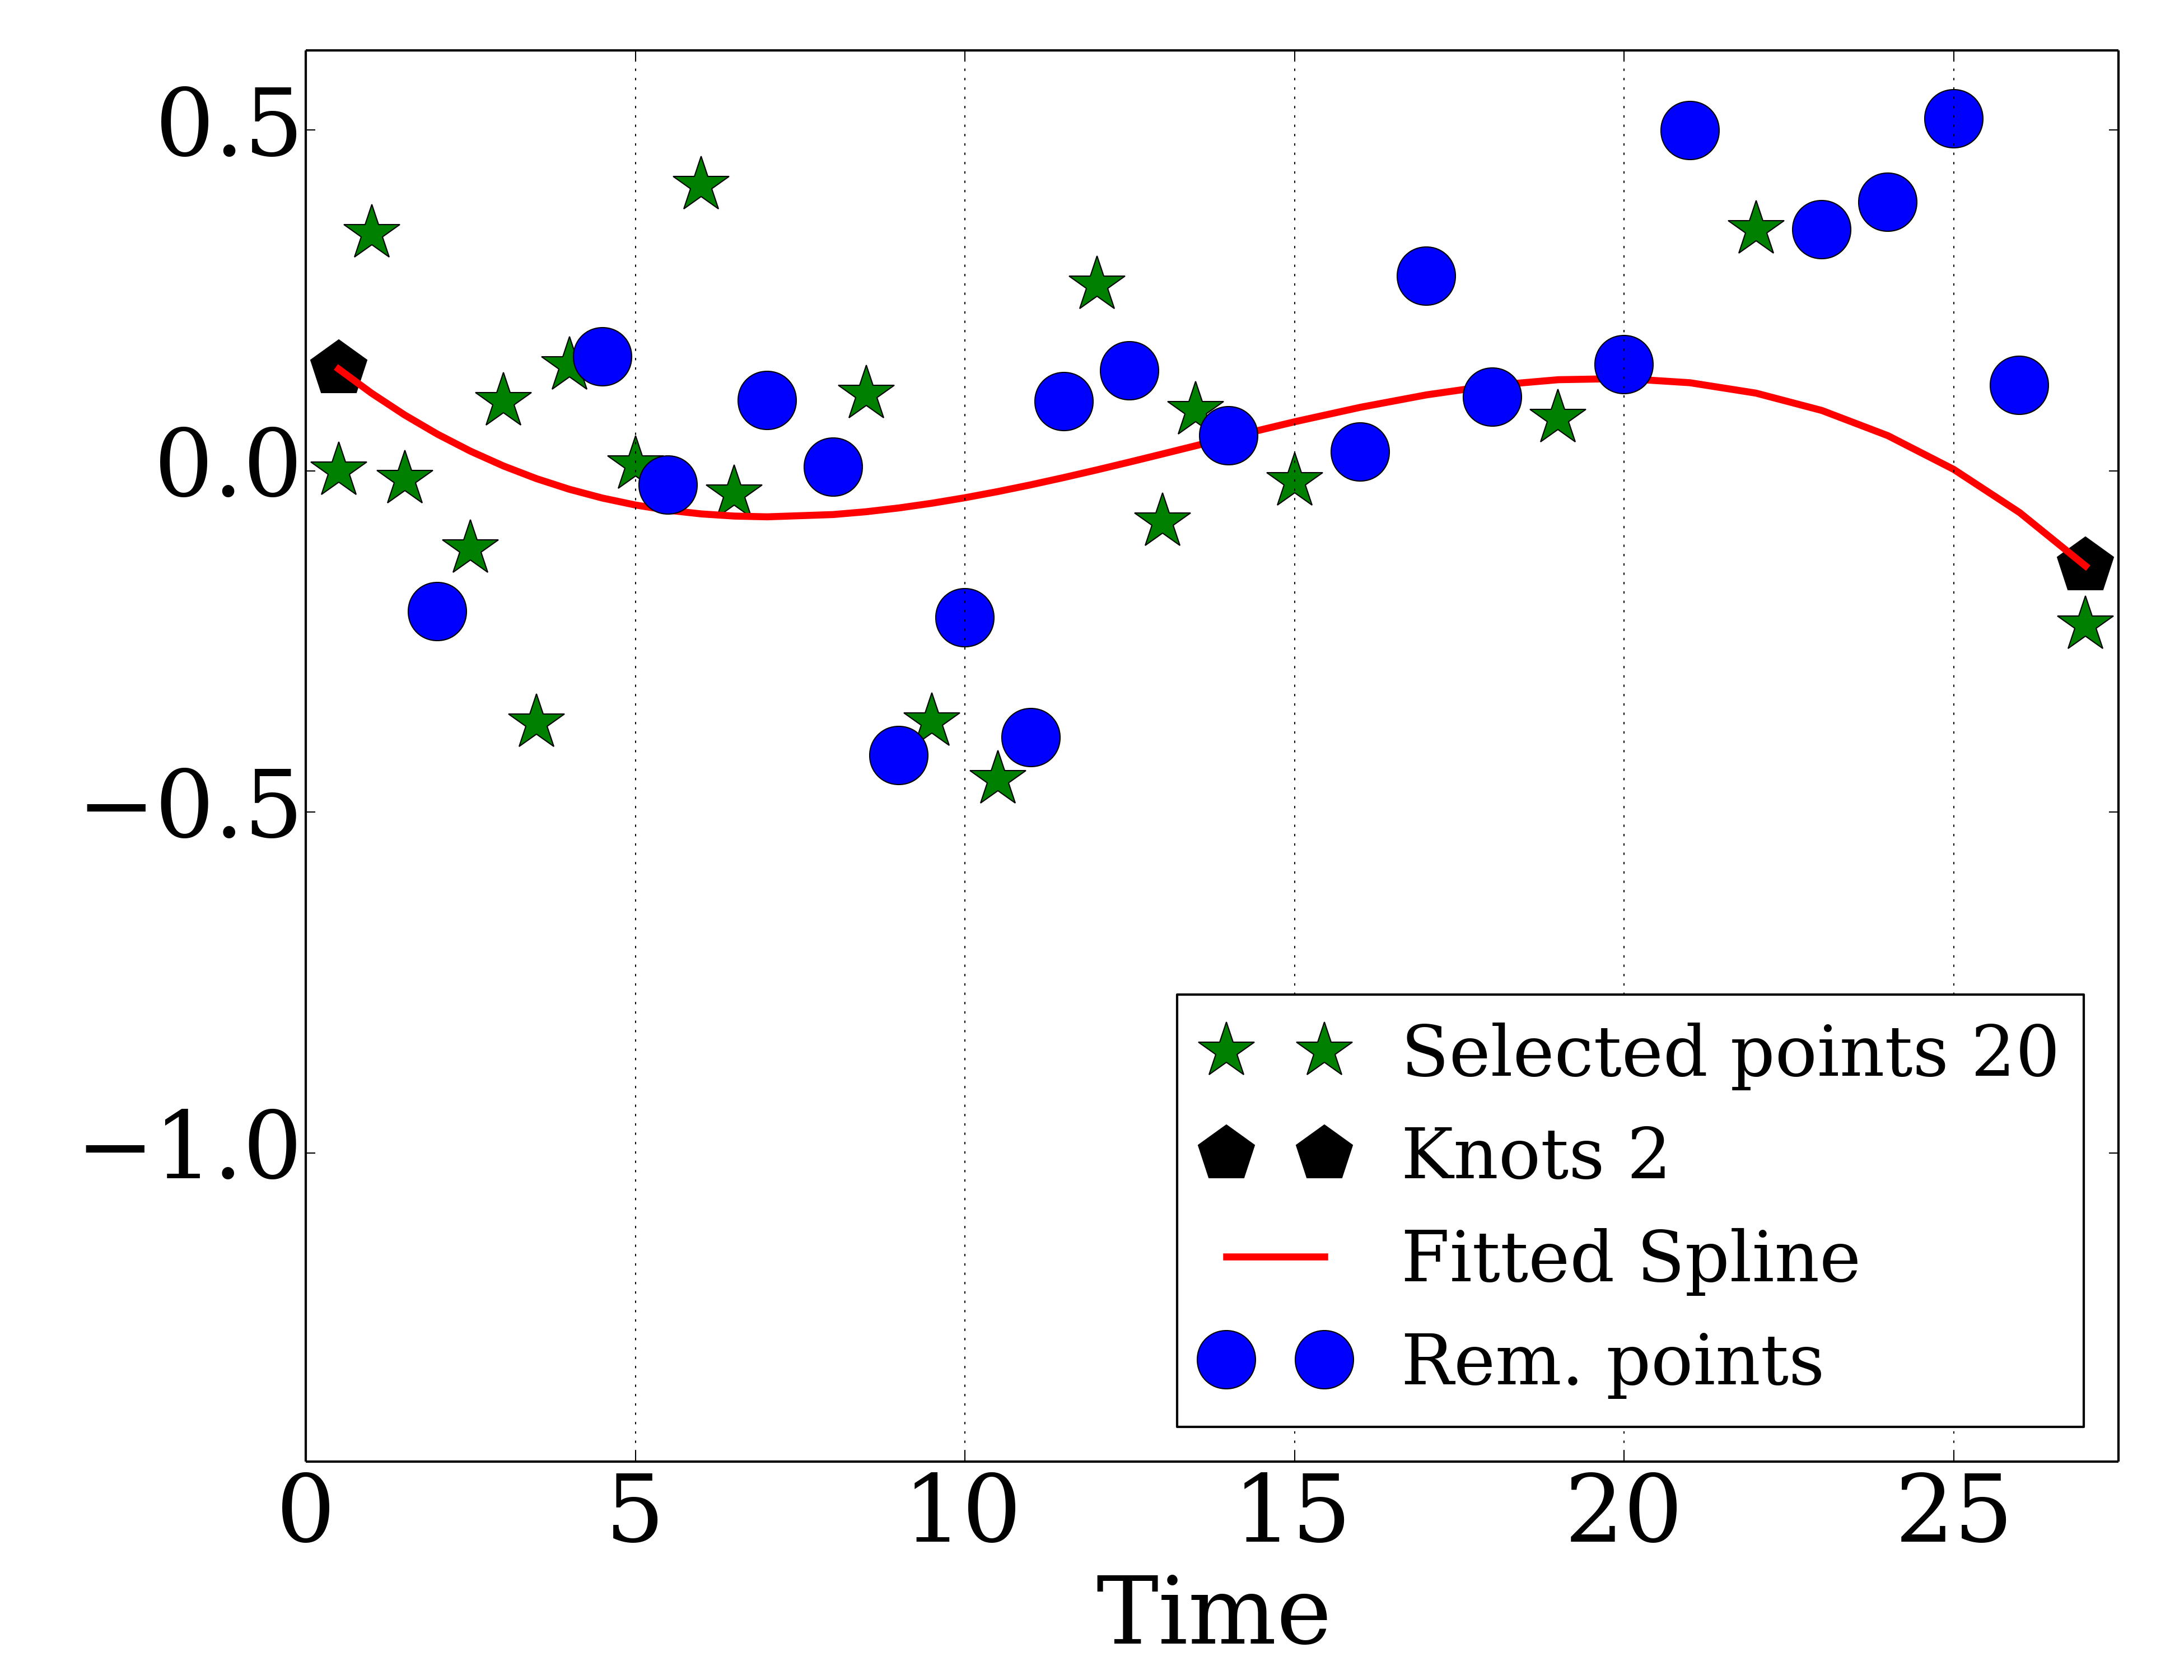 0.5
0.0
−0.5
−1.0
Selected points 20
Knots 2
Fitted Spline
Rem. points
0 5 10 15 20 25
Time